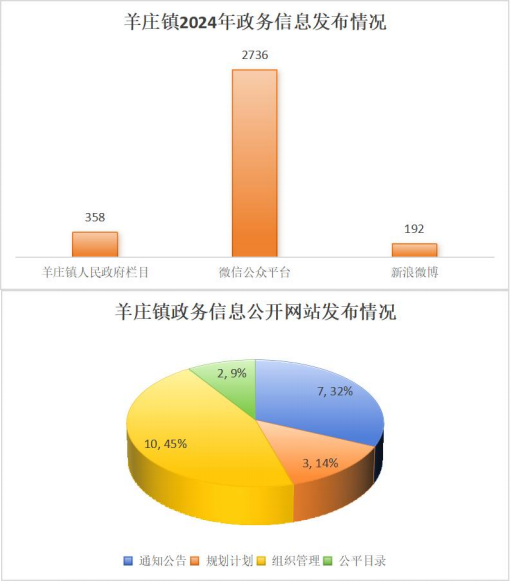 羊庄镇2024年政务信息发布情况
2736
358
192
羊庄镇人民政府栏目 微信公众平台 新浪微博
羊庄镇政务信息公开网站发布情况
2, 9%
7, 32%
10, 45%
3, 14%
通知公告 规划计划 组织管理 公平目录